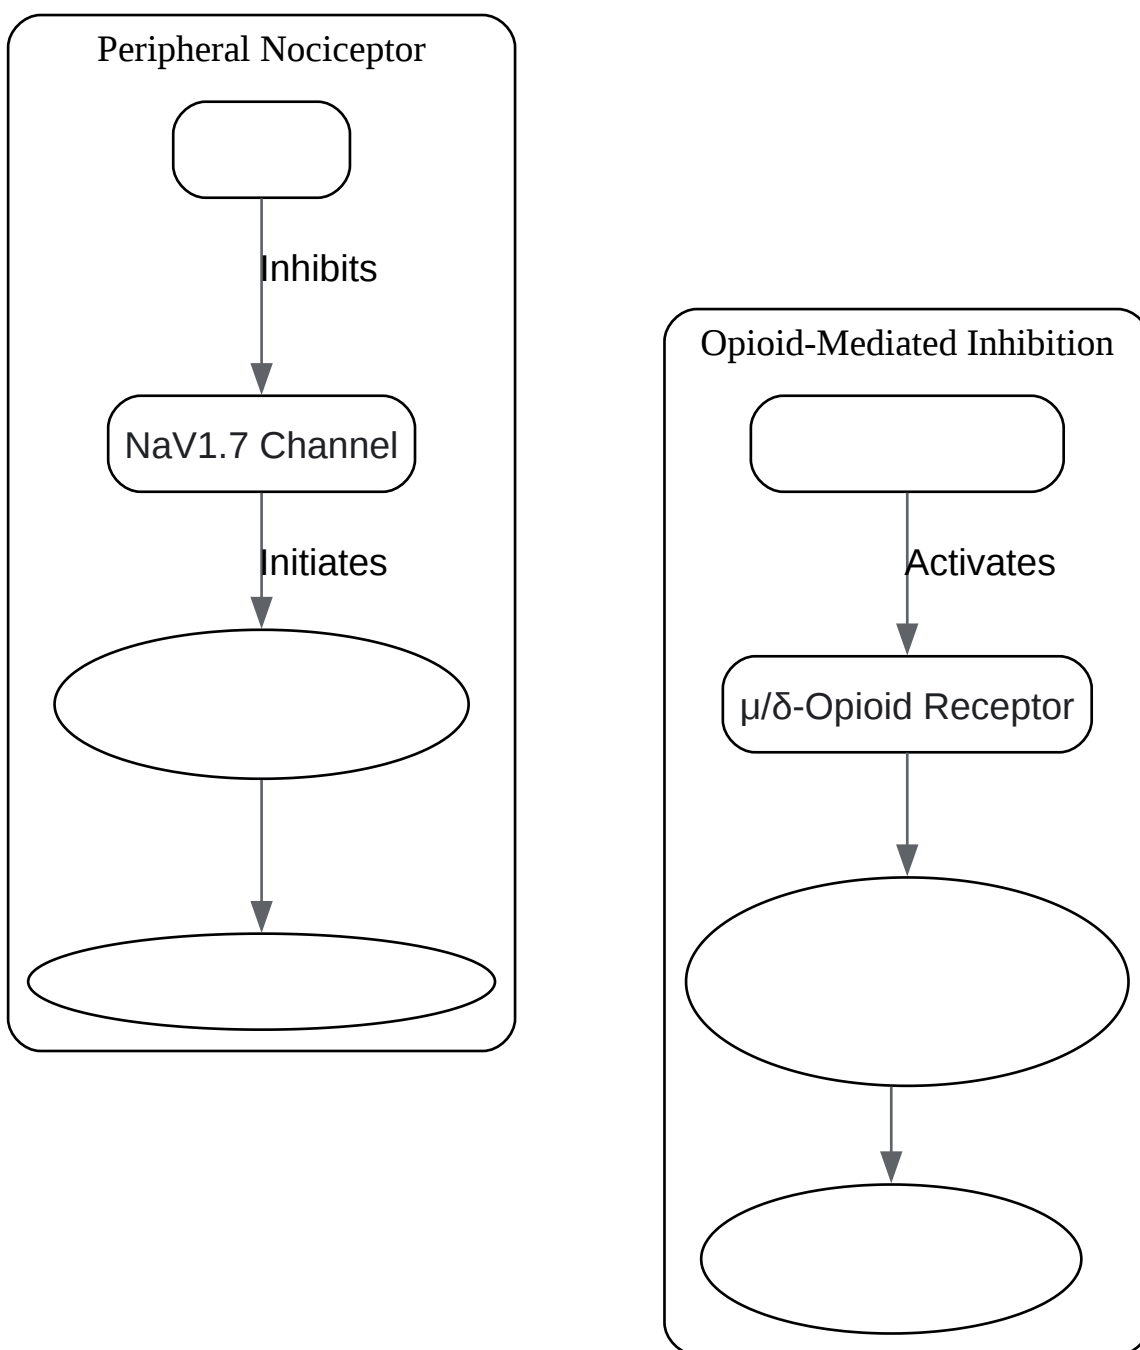 Peripheral Nociceptor
Inhibits
NaV1.7 Channel
Initiates
Opioid-Mediated Inhibition
Activates
μ/δ-Opioid Receptor